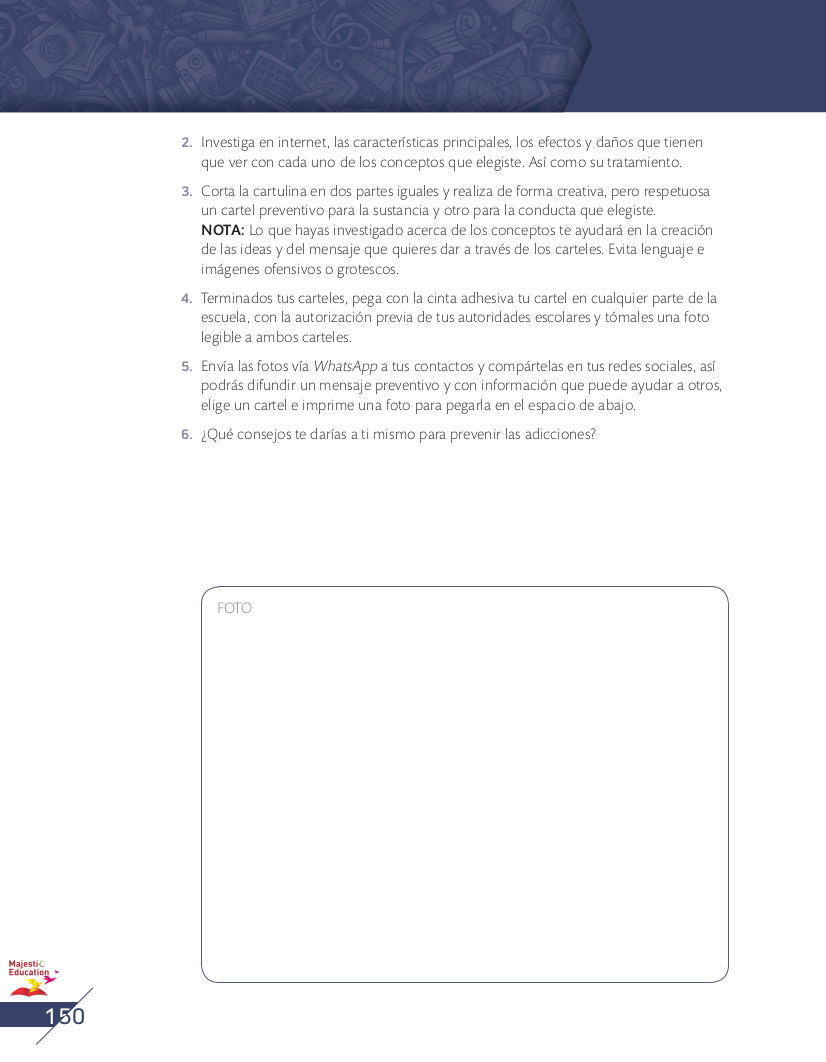 2. Investiga en internet, las características principales, los efectos y daños que tienen
que ver con cada uno de los conceptos que elegiste. Así como su tratamiento.
3. Corta la cartulina en dos partes iguales y realiza de forma creativa, pero respetuosa
un cartel preventivo para la sustancia y otro para la conducta que elegiste.
NOTA: Lo que hayas investigado acerca de los conceptos te ayudará en la creación
de las ideas y del mensaje que quieres dar a través de los carteles. Evita lenguaje e
imágenes ofensivos o grotescos.
4. Terminados tus carteles, pega con la cinta adhesiva tu cartel en cualquier parte de la
escuela, con la autorización previa de tus autoridades escolares y tómales una foto
legible a ambos carteles.
5. Envía las fotos vía WhatsApp a tus contactos y compártelas en tus redes sociales, así
podrás difundir un mensaje preventivo y con información que puede ayudar a otros,
elige un cartel e imprime una foto para pegarla en el espacio de abajo.
6. ¿Qué consejos te darías a ti mismo para prevenir las adicciones?
FOTO
Majestic
Education
150